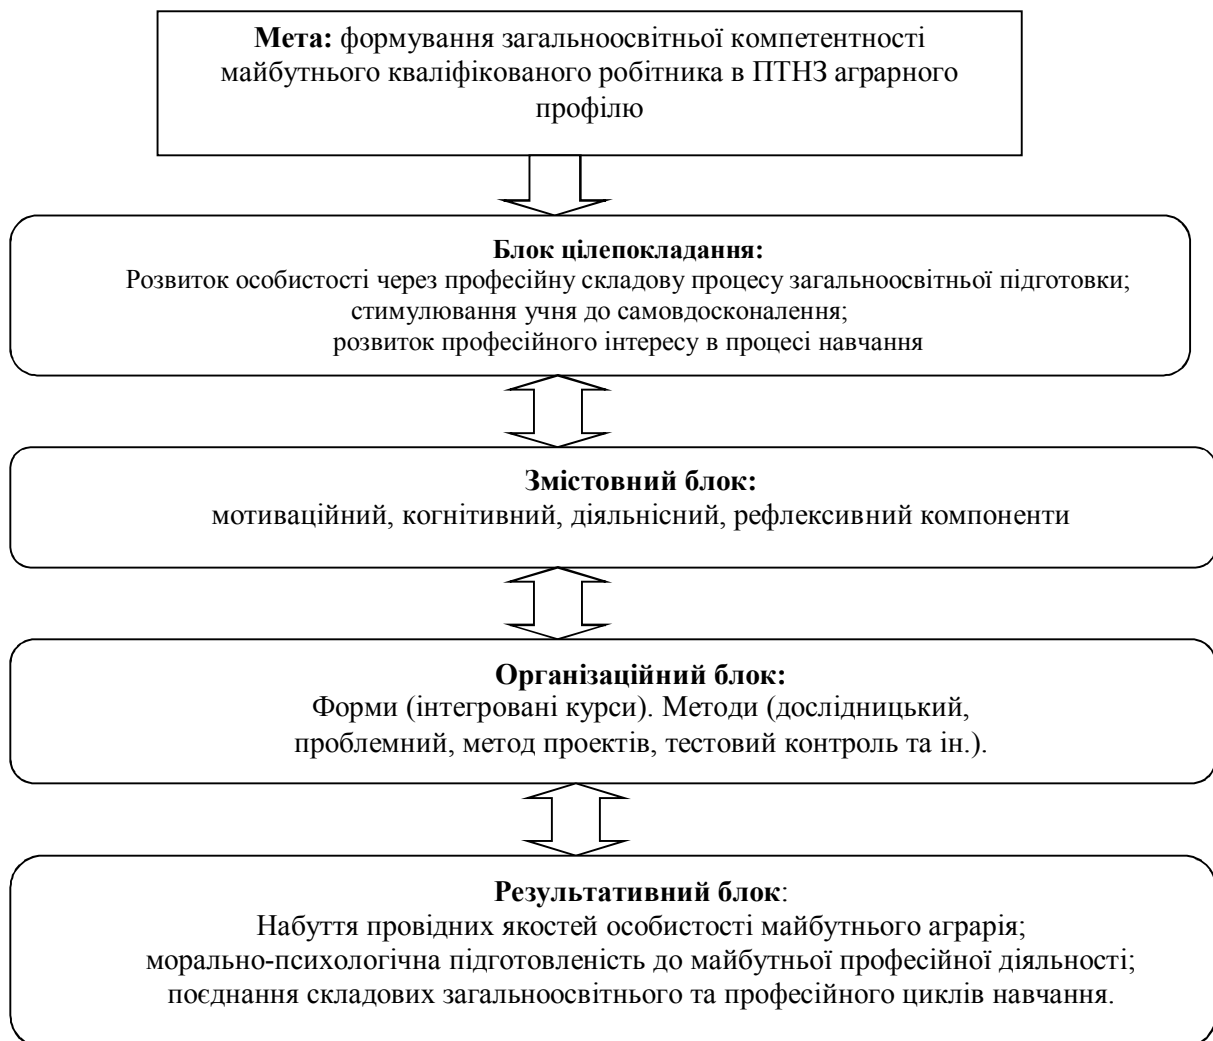 Мета: формування загальноосвітньої компетентності
майбутнього кваліфікованого робітника в ПТНЗ аграрного
профілю
Блок цілепокладання:
Розвиток особистості через професійну складову процесу загальноосвітньої підготовки;
стимулювання учня до самовдосконалення;
розвиток професійного інтересу в процесі навчання
Змістовний блок:
мотиваційний, когнітивний, діяльнісний, рефлексивний компоненти
Організаційний блок:
Форми (інтегровані курси). Методи (дослідницький,
проблемний, метод проектів, тестовий контроль та ін.).
Результативний блок:
Набуття провідних якостей особистості майбутнього аграрія;
морально-психологічна підготовленість до майбутньої професійної діяльності;
поєднання складових загальноосвітнього та професійного циклів навчання.